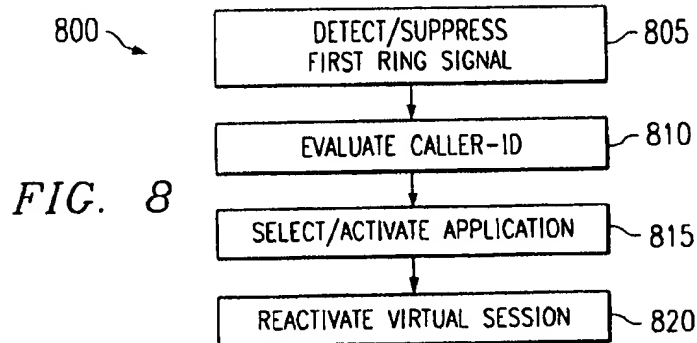 800
DETECT/SUPPRESS
FIRST RING SIGNAL
805
EVALUATE CALLER-ID
810
FIG. 8
SELECT/ACTIVATE APPLICATION
815
REACTIVATE VIRTUAL SESSION
820